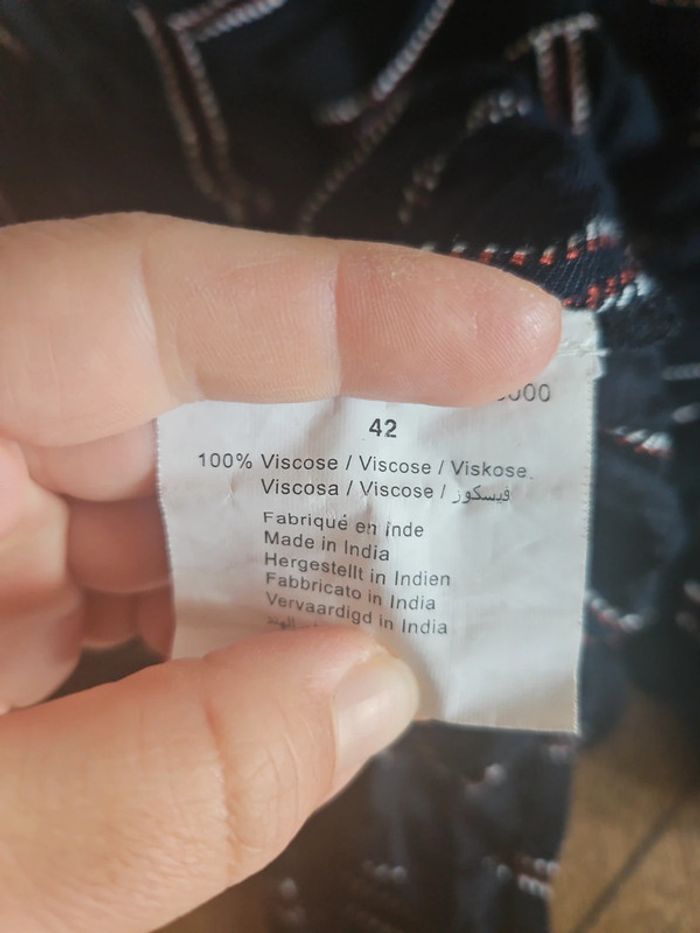 42
100% Viscose / Viscose / Viskose
Viscosa / Viscose / فيسكوز
Fabriqué en inde
Made in India
Hergestellt in Indien
Fabbricato in India
Vervaardigd in India
الهند